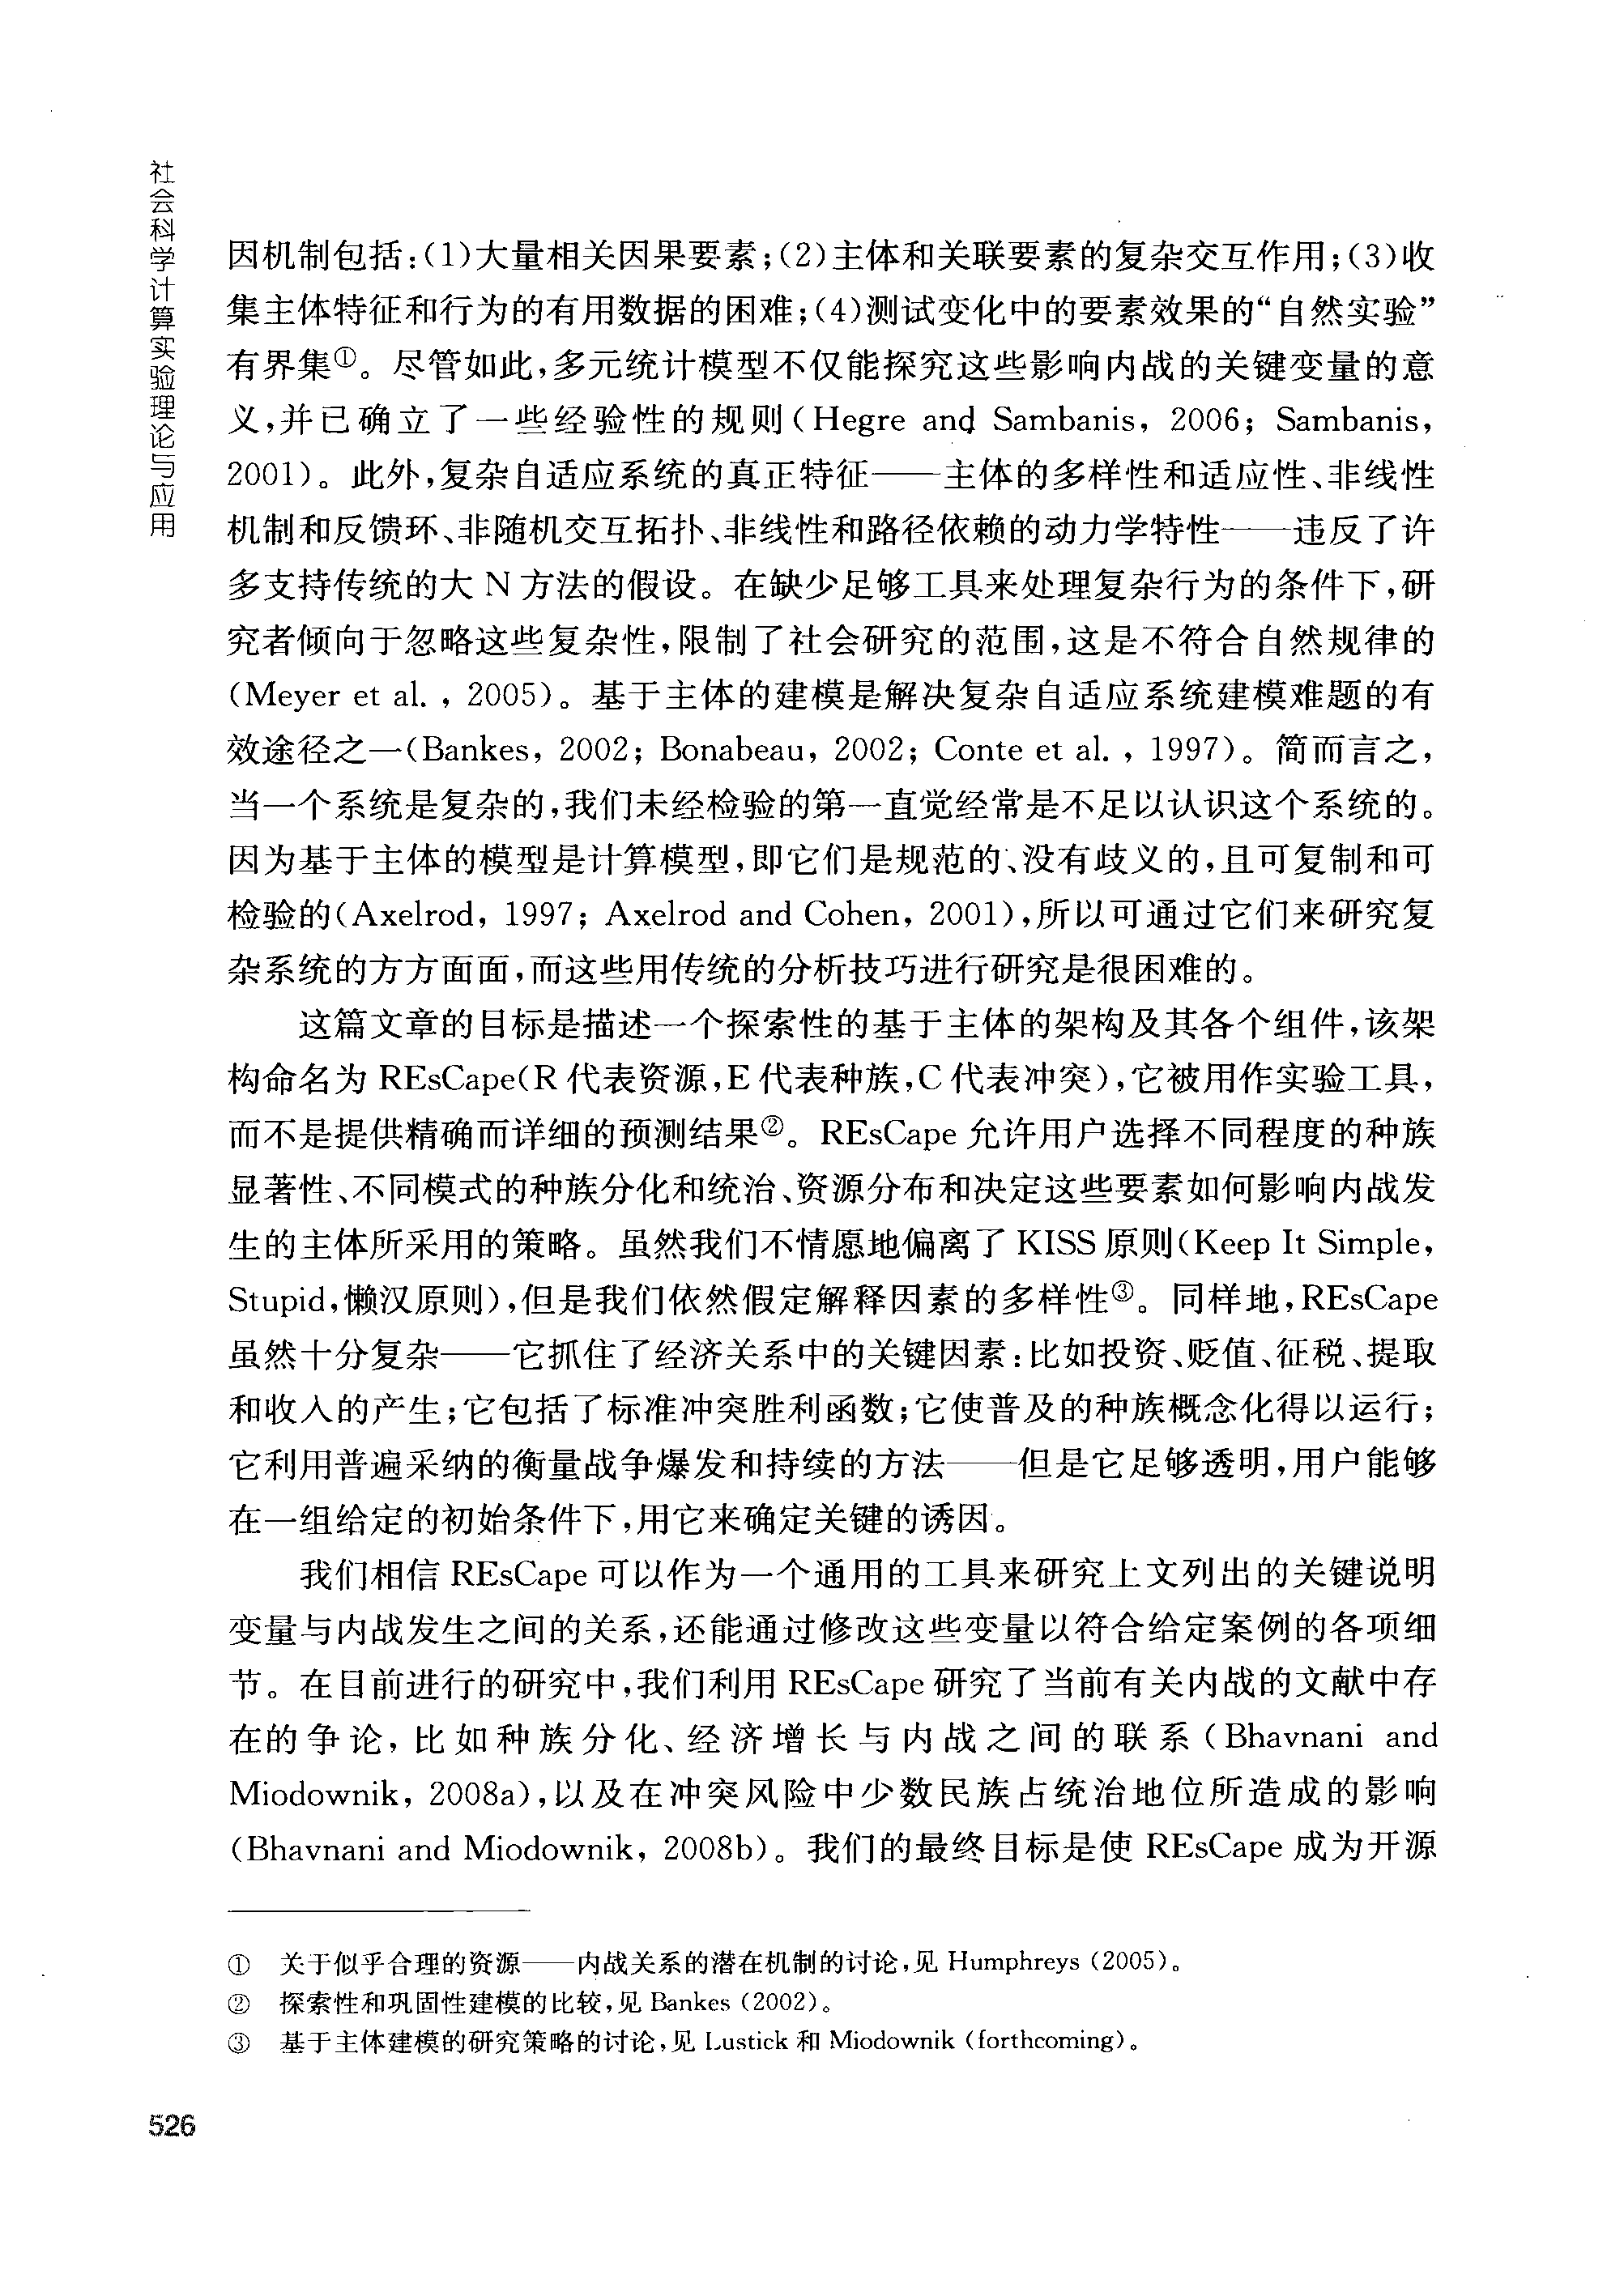 社会科学计算实验理论与应用
因机制包括:(1)大量相关因果要素;(2)主体和关联要素的复杂交互作用;(3)收
集主体特征和行为的有用数据的困难;(4)测试变化中的要素效果的“自然实验”
有界集①。尽管如此,多元统计模型不仅能探究这些影响内战的关键变量的意
义,并已确立了一些经验性的规则(Hegre and Sambanis, 2006; Sambanis,
2001)。此外,复杂自适应系统的真正特征——主体的多样性和适应性、非线性
机制和反馈环、非随机交互拓扑、非线性和路径依赖的动力学特性——违反了许
多支持传统的大 N 方法的假设。在缺少足够工具来处理复杂行为的条件下,研
究者倾向于忽略这些复杂性,限制了社会研究的范围,这是不符合自然规律的
(Meyer et al. , 2005)。基于主体的建模是解决复杂自适应系统建模难题的有
效途径之一(Bankes, 2002; Bonabeau, 2002; Conte et al. , 1997)。简而言之,
当一个系统是复杂的,我们未经检验的第一直觉经常是不足以认识这个系统的。
因为基于主体的模型是计算模型,即它们是规范的、没有歧义的,且可复制和可
检验的(Axelrod, 1997; Axelrod and Cohen, 2001),所以可通过它们来研究复
杂系统的方方面面,而这些用传统的分析技巧进行研究是很困难的。
这篇文章的目标是描述一个探索性的基于主体的架构及其各个组件,该架
构命名为 REsCape(R 代表资源,E 代表种族,C 代表冲突),它被用作实验工具,
而不是提供精确而详细的预测结果②。REsCape 允许用户选择不同程度的种族
显著性、不同模式的种族分化和统治、资源分布和决定这些要素如何影响内战发
生的主体所采用的策略。虽然我们不情愿地偏离了 KISS 原则(Keep It Simple,
Stupid,懒汉原则),但是我们依然假定解释因素的多样性③。同样地,REsCape
虽然十分复杂——它抓住了经济关系中的关键因素:比如投资、贬值、征税、提取
和收入的产生;它包括了标准冲突胜利函数;它使普及的种族概念化得以运行;
它利用普遍采纳的衡量战争爆发和持续的方法——但是它足够透明,用户能够
在一组给定的初始条件下,用它来确定关键的诱因。
我们相信 REsCape 可以作为一个通用的工具来研究上文列出的关键说明
变量与内战发生之间的关系,还能通过修改这些变量以符合给定案例的各项细
节。在目前进行的研究中,我们利用 REsCape 研究了当前有关内战的文献中存
在的争论,比如种族分化、经济增长与内战之间的联系(Bhavnani and
Miodownik, 2008a),以及在冲突风险中少数民族占统治地位所造成的影响
(Bhavnani and Miodownik, 2008b)。我们的最终目标是使 REsCape 成为开源
① 关于似乎合理的资源——内战关系的潜在机制的讨论,见 Humphreys (2005)。
② 探索性和巩固性建模的比较,见 Bankes (2002)。
③ 基于主体建模的研究策略的讨论,见 Lustick 和 Miodownik (forthcoming)。
526